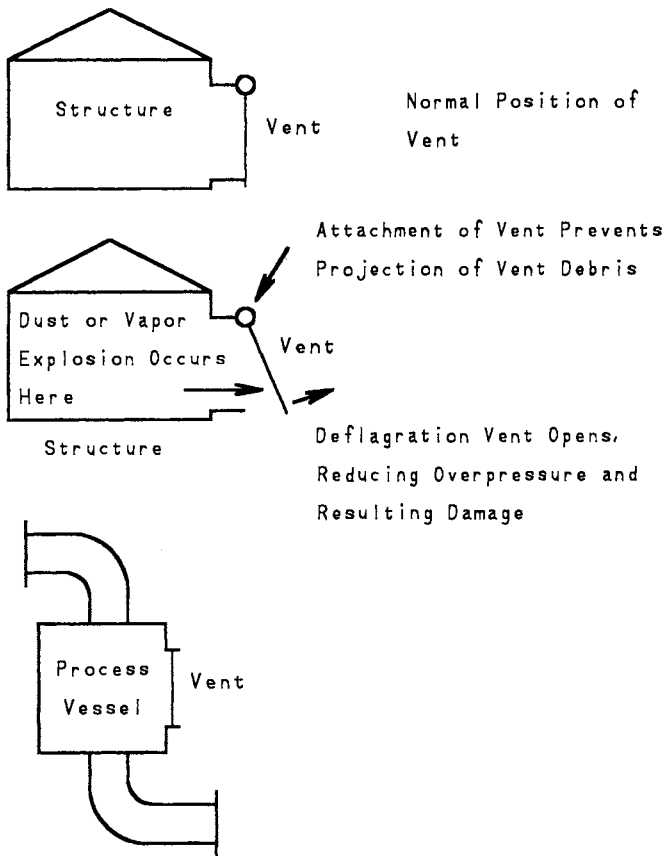 Structure
Vent
Normal Position of
Vent
Attachment of Vent Prevents
Projection of Vent Debris
Dust or Vapor
Explosion Occurs
Here
Vent
Structure
Deflagration Vent Opens,
Reducing Overpressure and
Resulting Damage
Process
Vessel
Vent